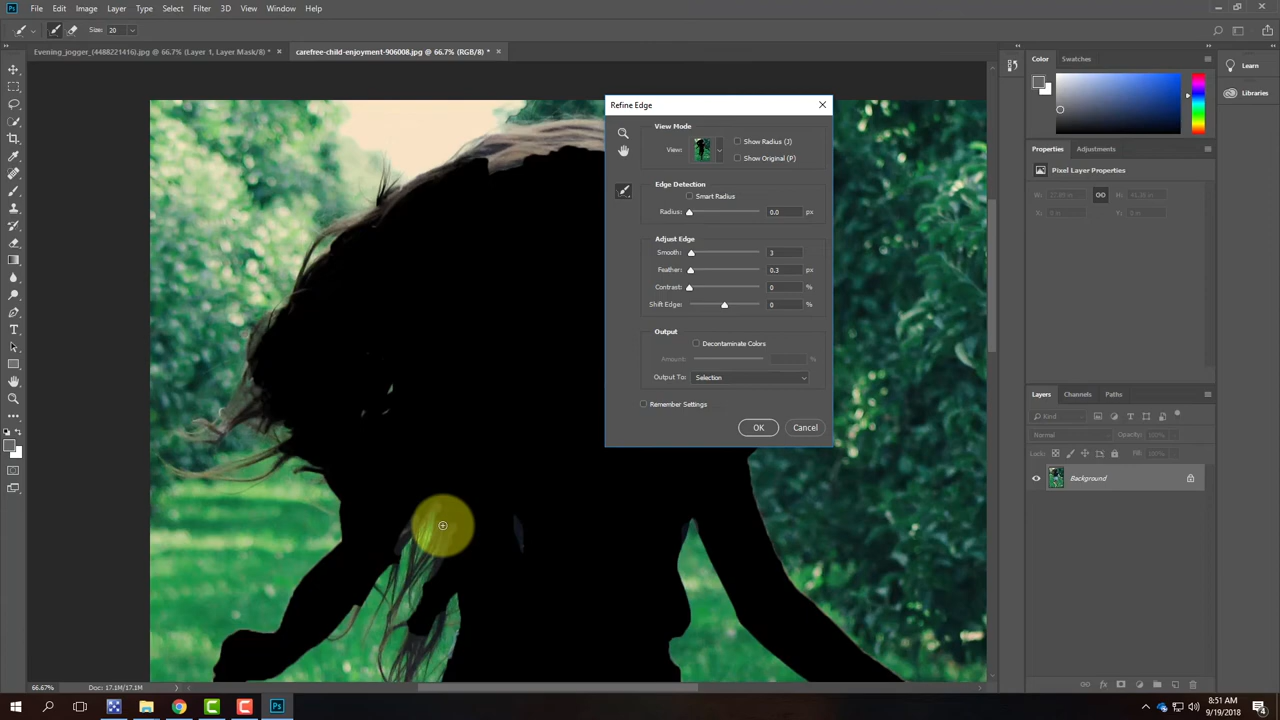 Ps File Edit Image Layer Type Select Filter 3D View Window Help
Size: 20
Evening_jogger_(4488221416).jpg @ 66.7% (Layer 1, Layer Mask/8) * ×
carefree-child-enjoyment-906008.jpg @ 66.7% (RGB/8) * ×
Refine Edge
View Mode
View:
Show Radius (J)
Show Original (P)
Edge Detection
Smart Radius
Radius: 0.0 px
Adjust Edge
Smooth: 3
Feather: 0.3 px
Contrast: 0 %
Shift Edge: 0 %
Output
Decontaminate Colors
Amount: %
Output To: Selection
Remember Settings
OK Cancel
Color Swatches
Learn
Libraries
Properties Adjustments
Pixel Layer Properties
W: H:
X: Y:
Layers Channels Paths
Kind
Normal Opacity: 100%
Lock: Fill: 100%
Background
66.67% Doc: 17.1M/17.1M
Ps
8:51 AM
9/19/2018
4